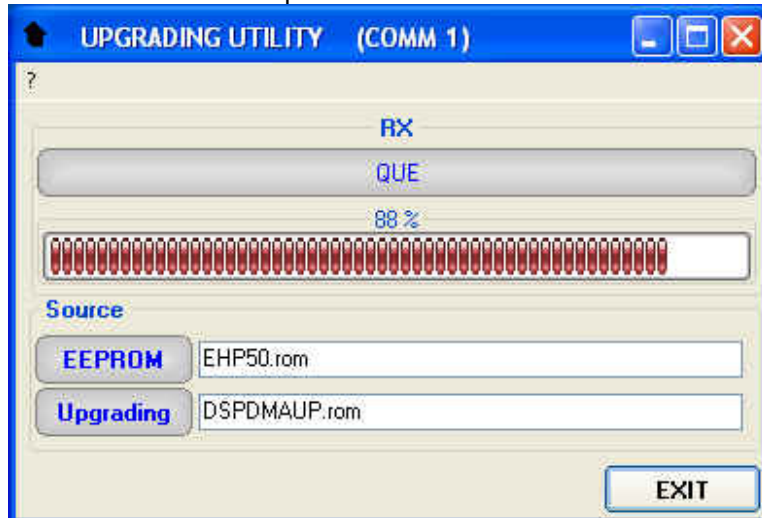 UPGRADING UTILITY (COMM 1)
?
RX
QUE
88 %
Source
EEPROM EHP50.rom
Upgrading DSPDMAUP.rom
EXIT